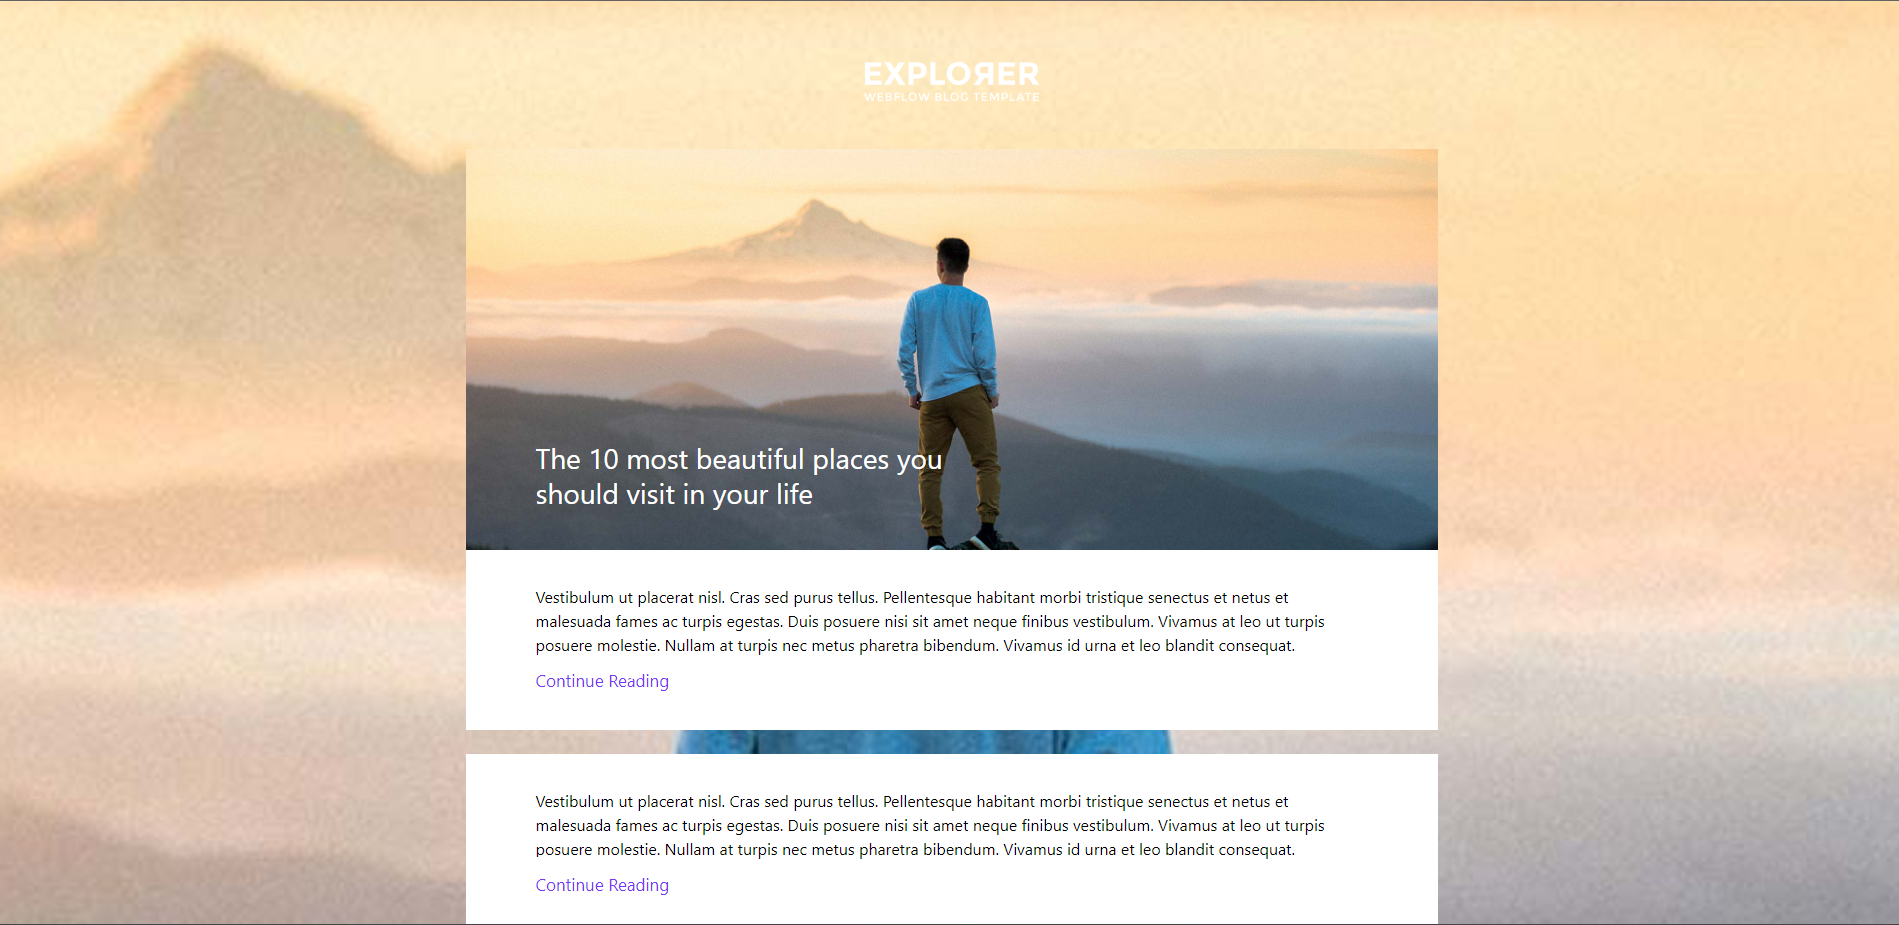 EXPLOЯER
WEBFLOW BLOG TEMPLATE
The 10 most beautiful places you
should visit in your life
Vestibulum ut placerat nisl. Cras sed purus tellus. Pellentesque habitant morbi tristique senectus et netus et
malesuada fames ac turpis egestas. Duis posuere nisi sit amet neque finibus vestibulum. Vivamus at leo ut turpis
posuere molestie. Nullam at turpis nec metus pharetra bibendum. Vivamus id urna et leo blandit consequat.
Continue Reading
Vestibulum ut placerat nisl. Cras sed purus tellus. Pellentesque habitant morbi tristique senectus et netus et
malesuada fames ac turpis egestas. Duis posuere nisi sit amet neque finibus vestibulum. Vivamus at leo ut turpis
posuere molestie. Nullam at turpis nec metus pharetra bibendum. Vivamus id urna et leo blandit consequat.
Continue Reading